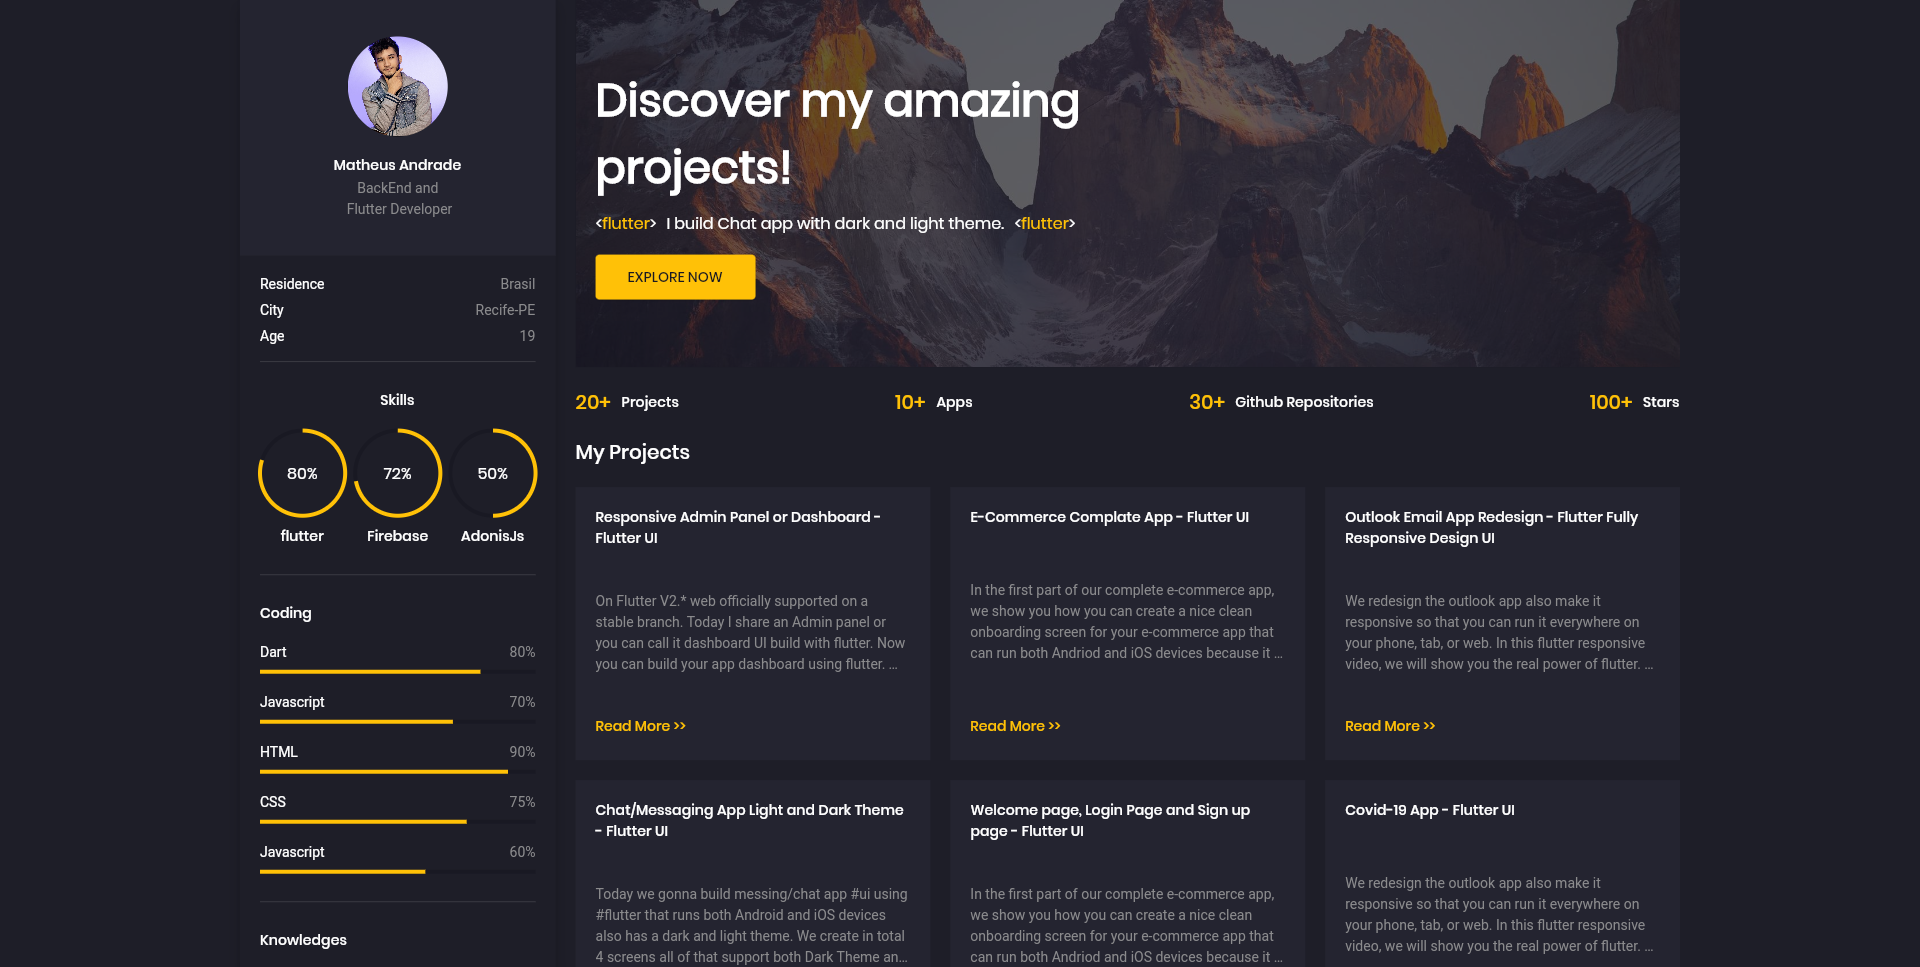 Matheus Andrade
BackEnd and
Flutter Developer
Residence Brasil
City Recife-PE
Age 19
Skills
80% 72% 50%
flutter Firebase AdonisJs
Coding
Dart 80%
Javascript 70%
HTML 90%
CSS 75%
Javascript 60%
Knowledges
Discover my amazing
projects!
<flutter> I build Chat app with dark and light theme. <flutter>
EXPLORE NOW
20+ Projects 10+ Apps 30+ Github Repositories 100+ Stars
My Projects
Responsive Admin Panel or Dashboard -
Flutter UI
On Flutter V2.* web officially supported on a
stable branch. Today I share an Admin panel or
you can call it dashboard UI build with flutter. Now
you can build your app dashboard using flutter. ...
Read More >>
E-Commerce Complate App - Flutter UI
In the first part of our complete e-commerce app,
we show you how you can create a nice clean
onboarding screen for your e-commerce app that
can run both Andriod and iOS devices because it ...
Read More >>
Outlook Email App Redesign - Flutter Fully
Responsive Design UI
We redesign the outlook app also make it
responsive so that you can run it everywhere on
your phone, tab, or web. In this flutter responsive
video, we will show you the real power of flutter. ...
Read More >>
Chat/Messaging App Light and Dark Theme
- Flutter UI
Today we gonna build messing/chat app #ui using
#flutter that runs both Android and iOS devices
also has a dark and light theme. We create in total
4 screens all of that support both Dark Theme an...
Welcome page, Login Page and Sign up
page - Flutter UI
In the first part of our complete e-commerce app,
we show you how you can create a nice clean
onboarding screen for your e-commerce app that
can run both Andriod and iOS devices because it ...
Covid-19 App - Flutter UI
We redesign the outlook app also make it
responsive so that you can run it everywhere on
your phone, tab, or web. In this flutter responsive
video, we will show you the real power of flutter. ...